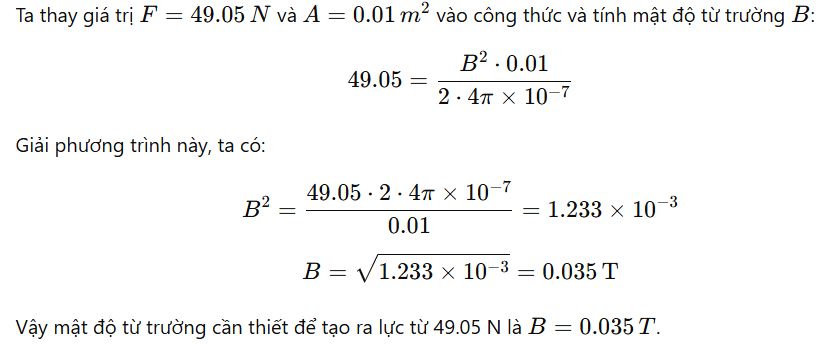 Ta thay giá trị F = 49.05 N và A = 0.01 m² vào công thức và tính mật độ từ trường B:
49.05 = \frac{B² · 0.01}{2 · 4π × 10⁻⁷}
Giải phương trình này, ta có:
B² = \frac{49.05 · 2 · 4π × 10⁻⁷}{0.01} = 1.233 × 10⁻³
B = √(1.233 × 10⁻³) = 0.035 T
Vậy mật độ từ trường cần thiết để tạo ra lực từ 49.05 N là B = 0.035 T.